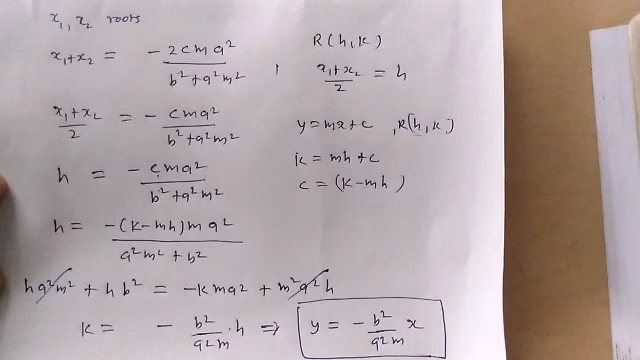 x₁, x₂ roots
x₁+x₂ = - 2cma² / (b²+a²m²) ,
(x₁+x₂)/2 = - cma² / (b²+a²m²)
h = - cma² / (b²+a²m²)
h = -(k-mh)ma² / (a²m²+b²)
ha²m² + hb² = -kma² + m²a²h
k = - b²/(a²m) · h ⇒ y = - b²/(a²m) x
R(h,k)
(x₁+x₂)/2 = h
y=mx+c , R(h,k)
k = mh+c
c = (k-mh)